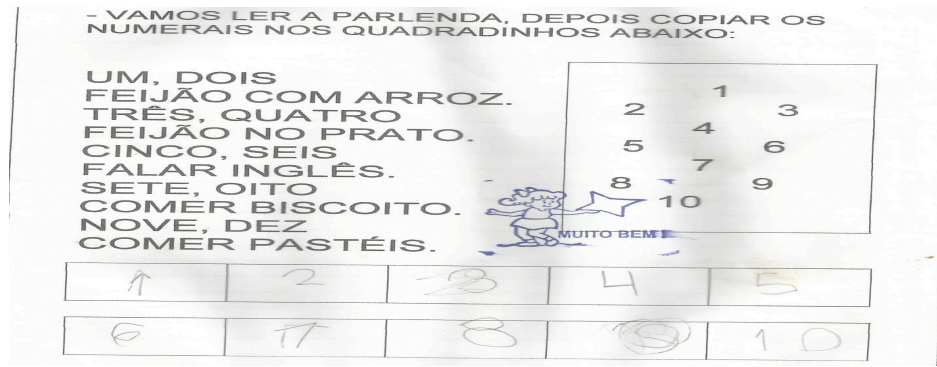 - VAMOS LER A PARLENDA, DEPOIS COPIAR OS
NUMERAIS NOS QUADRADINHOS ABAIXO:
UM, DOIS
FEIJÃO COM ARROZ.
TRÊS, QUATRO
FEIJÃO NO PRATO.
CINCO, SEIS
FALAR INGLÊS.
SETE, OITO
COMER BISCOITO.
NOVE, DEZ
COMER PASTÉIS.
1
2 3
4
5 6
7
8 9
10
MUITO BEM!
1 2 3 4 5
6 7 8 10